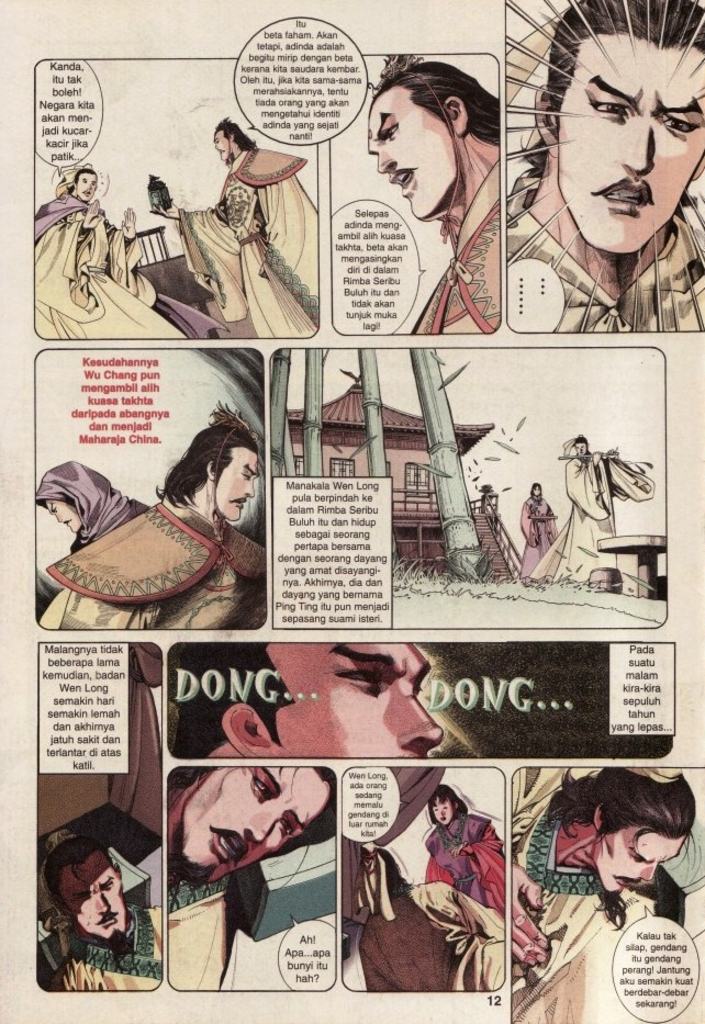 Kanda,
itu tak
boleh!
Negara kita
akan men-
jadi kucar-
kacir jika
patik...
Itu
beta faham. Akan
tetapi, adinda adalah
begitu mirip dengan beta
kerana kita saudara kembar.
Oleh itu, jika kita sama-sama
merahsiakannya, tentu
tiada orang yang akan
mengetahui identiti
adinda yang sejati
nanti!
Selepas
adinda meng-
ambil alih kuasa
takhta, beta akan
mengasingkan
diri di dalam
Rimba Seribu
Buluh itu dan
tidak akan
tunjuk muka
lagi!
......
Kesudahannya
Wu Chang pun
mengambil alih
kuasa takhta
daripada abangnya
dan menjadi
Maharaja China.
Manakala Wen Long
pula berpindah ke
dalam Rimba Seribu
Buluh itu dan hidup
sebagai seorang
pertapa bersama
dengan seorang dayang
yang amat disayangi-
nya. Akhirnya, dia dan
dayang yang bernama
Ping Ting itu pun menjadi
sepasang suami isteri.
Malangnya tidak
beberapa lama
kemudian, badan
Wen Long
semakin hari
semakin lemah
dan akhirnya
jatuh sakit dan
terlantar di atas
katil.
DONG... DONG...
Pada
suatu
malam
kira-kira
sepuluh
tahun
yang lepas...
Ah!
Apa...apa
bunyi itu
hah?
Wen Long,
ada orang
sedang
memalu
gendang di
luar rumah
kita!
Kalau tak
silap, gendang
itu gendang
perang! Jantung
aku semakin kuat
berdebar-debar
sekarang!
12